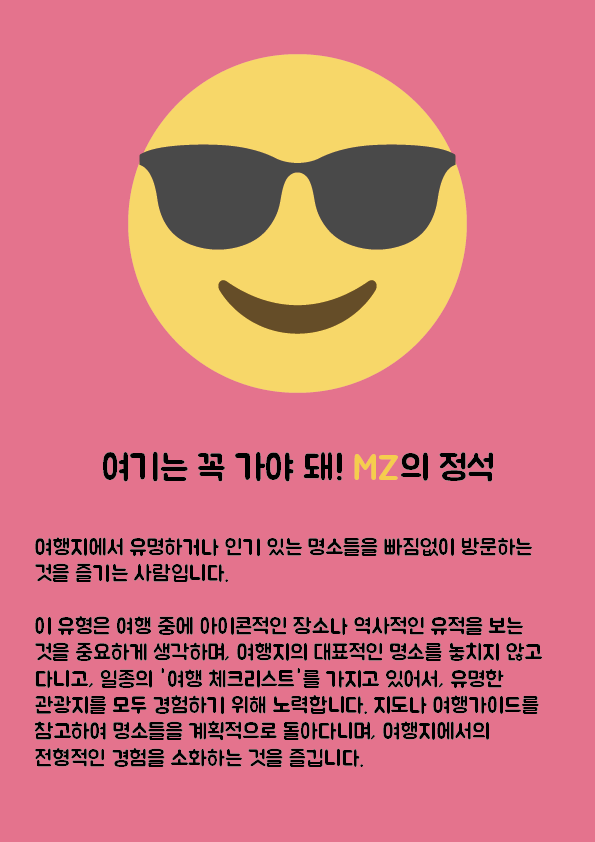 여기는 꼭 가야 돼! MZ의 정석
여행지에서 유명하거나 인기 있는 명소들을 빠짐없이 방문하는
것을 즐기는 사람입니다.
이 유형은 여행 중에 아이콘적인 장소나 역사적인 유적을 보는
것을 중요하게 생각하며, 여행지의 대표적인 명소를 놓치지 않고
다니고, 일종의 '여행 체크리스트'를 가지고 있어서, 유명한
관광지를 모두 경험하기 위해 노력합니다. 지도나 여행가이드를
참고하여 명소들을 계획적으로 돌아다니며, 여행지에서의
전형적인 경험을 소화하는 것을 즐깁니다.